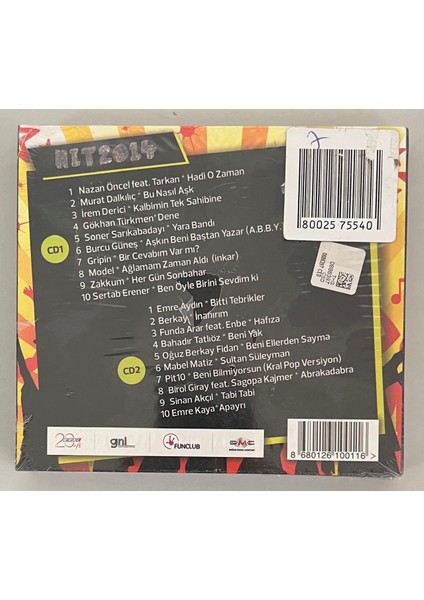 HIT2014
7
80025 75540
CD1
1 Nazan Öncel feat. Tarkan * Hadi O Zaman
2 Murat Dalkılıç * Bu Nasıl Aşk
3 İrem Derici * Kalbimin Tek Sahibine
4 Gökhan Türkmen * Dene
5 Soner Sarıkabadayı * Yara Bandı
6 Burcu Güneş * Aşkın Beni Baştan Yazar (A.B.B.Y
7 Gripin * Bir Cevabım Var mı?
8 Model * Ağlamam Zaman Aldı (inkar)
9 Zakkum * Her Gün Sonbahar
10 Sertab Erener * Ben Öyle Birini Sevdim ki
CD2
1 Emre Aydın * Bitti Tebrikler
2 Berkay * İnanırım
3 Funda Arar feat. Enbe * Hafıza
4 Bahadır Tatlıöz * Beni Yak
5 Oğuz Berkay Fidan * Beni Ellerden Sayma
6 Mabel Matiz * Sultan Süleyman
7 Pit10 * Beni Bilmiyorsun (Kral Pop Versiyon)
8 Birol Giray feat. Sagopa Kajmer * Abrakadabra
9 Sinan Akçıl * Tabi Tabi
10 Emre Kaya * Apayrı
gnl
FUNCLUB
8 680126 100116 >